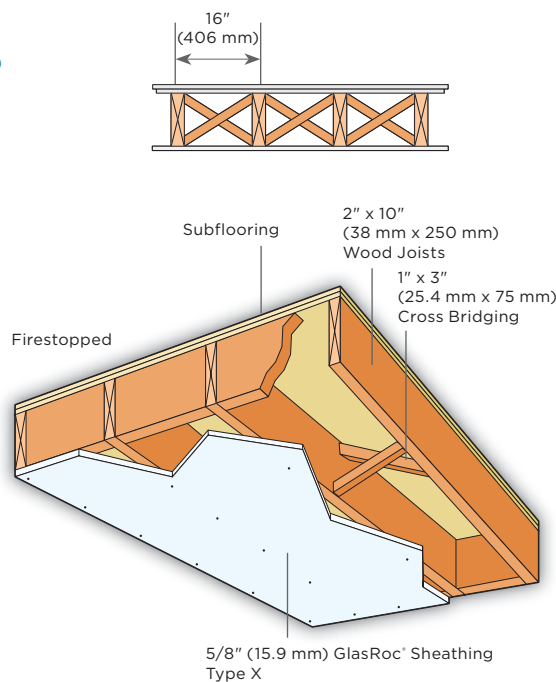 16"
(406 mm)
Subflooring
2" x 10"
(38 mm x 250 mm)
Wood Joists
1" x 3"
(25.4 mm x 75 mm)
Cross Bridging
Firestopped
5/8" (15.9 mm) GlasRoc® Sheathing
Type X